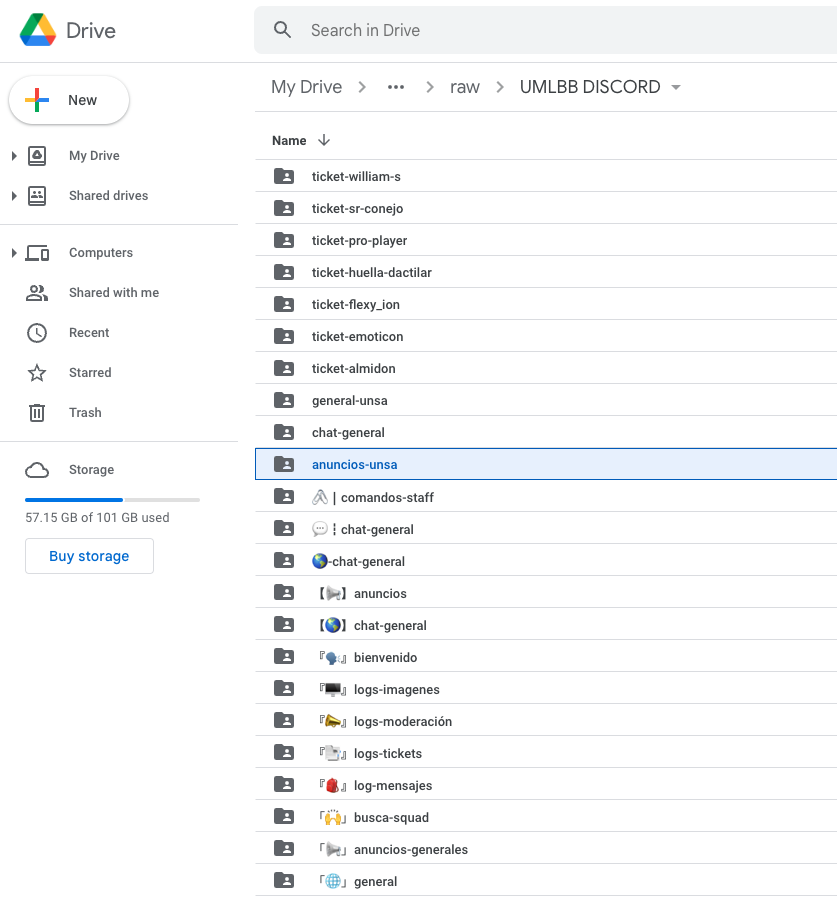 Drive
Search in Drive
My Drive > ••• > raw > UMLBB DISCORD
New
My Drive
Shared drives
Computers
Shared with me
Recent
Starred
Trash
Storage
57.15 GB of 101 GB used
Buy storage
Name ↓
ticket-william-s
ticket-sr-conejo
ticket-pro-player
ticket-huella-dactilar
ticket-flexy_ion
ticket-emoticon
ticket-almidon
general-unsa
chat-general
anuncios-unsa
| comandos-staff
💬┇chat-general
🌎-chat-general
【📢】anuncios
【🌎】chat-general
『🗣』bienvenido
『🖥』logs-imagenes
『📣』logs-moderación
『📑』logs-tickets
『🎒』log-mensajes
「🙌」busca-squad
「📢」anuncios-generales
「🌐」general